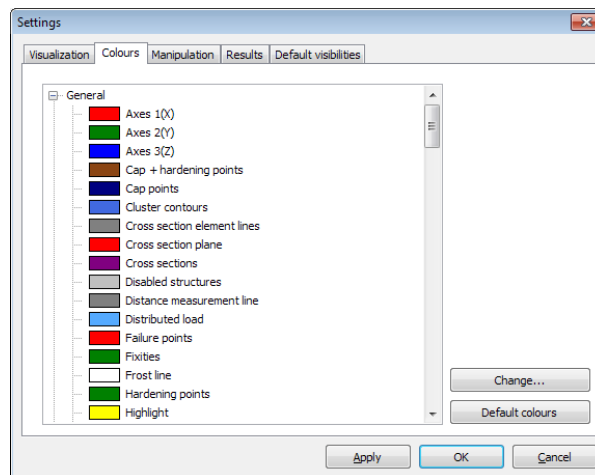 Settings
Visualization Colours Manipulation Results Default visibilities
General
Axes 1(X)
Axes 2(Y)
Axes 3(Z)
Cap + hardening points
Cap points
Cluster contours
Cross section element lines
Cross section plane
Cross sections
Disabled structures
Distance measurement line
Distributed load
Failure points
Fixities
Frost line
Hardening points
Highlight
Change...
Default colours
Apply OK Cancel